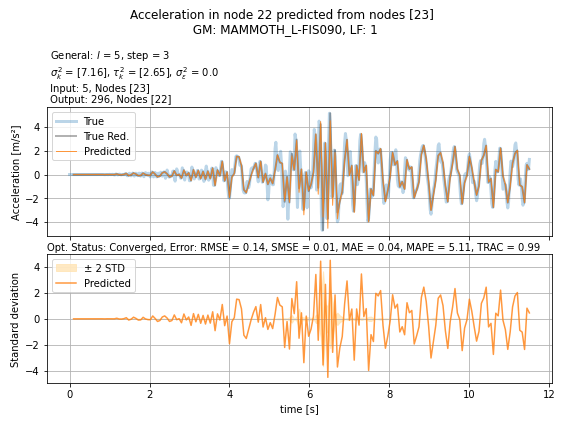 Acceleration in node 22 predicted from nodes [23]
GM: MAMMOTH_L-FIS090, LF: 1
General: l = 5, step = 3
σ²ₖ = [7.16], τ²ₖ = [2.65], σ²ε = 0.0
Input: 5, Nodes [23]
Output: 296, Nodes [22]
True
True Red.
Predicted
Acceleration [m/s²]
4
2
0
−2
−4
Opt. Status: Converged, Error: RMSE = 0.14, SMSE = 0.01, MAE = 0.04, MAPE = 5.11, TRAC = 0.99
± 2 STD
Predicted
Standard deviation
4
2
0
−2
−4
0 2 4 6 8 10 12
time [s]